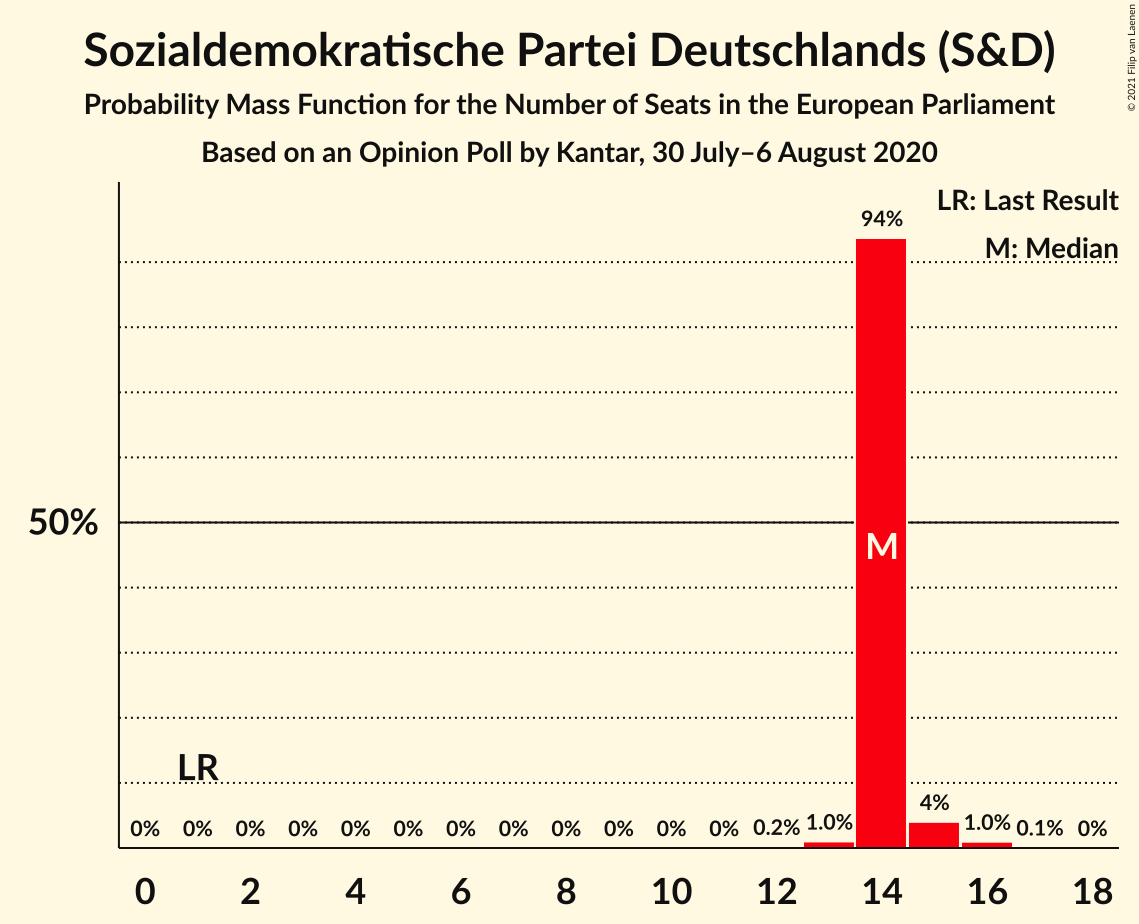 Sozialdemokratische Partei Deutschlands (S&D)
Probability Mass Function for the Number of Seats in the European Parliament
Based on an Opinion Poll by Kantar, 30 July–6 August 2020
© 2021 Filip van Laenen
LR: Last Result
M: Median
94%
50%
M
LR
0% 0% 0% 0% 0% 0% 0% 0% 0% 0% 0% 0% 0.2% 1.0% 4% 1.0% 0.1% 0%
0 2 4 6 8 10 12 14 16 18